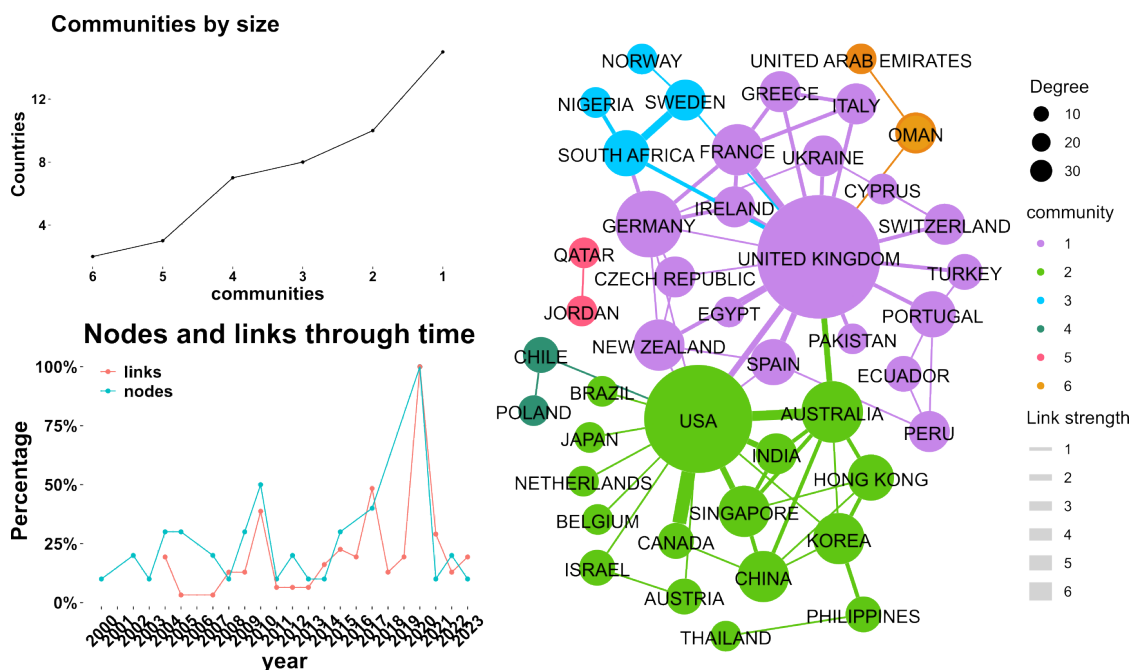 Communities by size
Countries
12
8
4
6 5 4 3 2 1
communities
Nodes and links through time
Percentage
100%
75%
50%
25%
0%
links
nodes
2000 2001 2002 2003 2004 2005 2006 2007 2008 2009 2010 2011 2012 2013 2014 2015 2016 2017 2018 2019 2020 2021 2022 2023
year
NORWAY
UNITED ARAB EMIRATES
NIGERIA
SWEDEN
GREECE
ITALY
OMAN
SOUTH AFRICA
FRANCE
UKRAINE
CYPRUS
IRELAND
GERMANY
SWITZERLAND
QATAR
UNITED KINGDOM
CZECH REPUBLIC
TURKEY
JORDAN
EGYPT
PORTUGAL
NEW ZEALAND
PAKISTAN
CHILE
SPAIN
ECUADOR
BRAZIL
POLAND
USA
AUSTRALIA
PERU
JAPAN
INDIA
NETHERLANDS
HONG KONG
BELGIUM
SINGAPORE
CANADA
KOREA
ISRAEL
CHINA
AUSTRIA
PHILIPPINES
THAILAND
Degree
10
20
30
community
1
2
3
4
5
6
Link strength
1
2
3
4
5
6